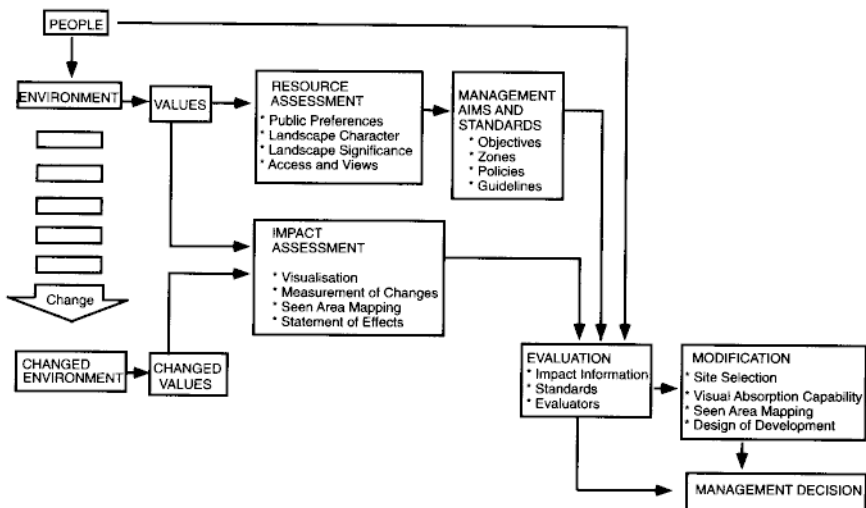 PEOPLE
ENVIRONMENT
VALUES
RESOURCE
ASSESSMENT
* Public Preferences
* Landscape Character
* Landscape Significance
* Access and Views
MANAGEMENT
AIMS AND
STANDARDS
* Objectives
* Zones
* Policies
* Guidelines
IMPACT
ASSESSMENT
* Visualisation
* Measurement of Changes
* Seen Area Mapping
* Statement of Effects
Change
CHANGED
ENVIRONMENT
CHANGED
VALUES
EVALUATION
* Impact Information
* Standards
* Evaluators
MODIFICATION
* Site Selection
* Visual Absorption Capability
* Seen Area Mapping
* Design of Development
MANAGEMENT DECISION